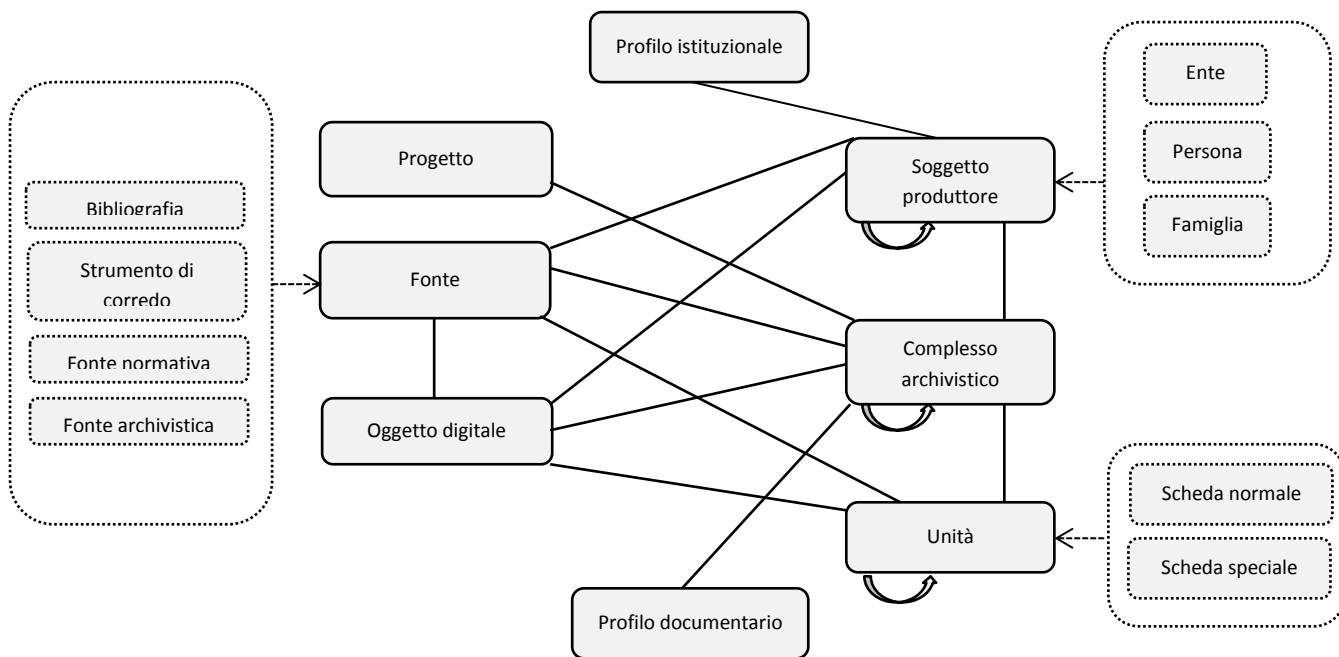 Profilo istituzionale
Ente
Progetto
Soggetto
produttore
Persona
Bibliografia
Famiglia
Strumento di
corredo
Fonte
Fonte normativa
Complesso
archivistico
Fonte archivistica
Oggetto digitale
Scheda normale
Unità
Scheda speciale
Profilo documentario